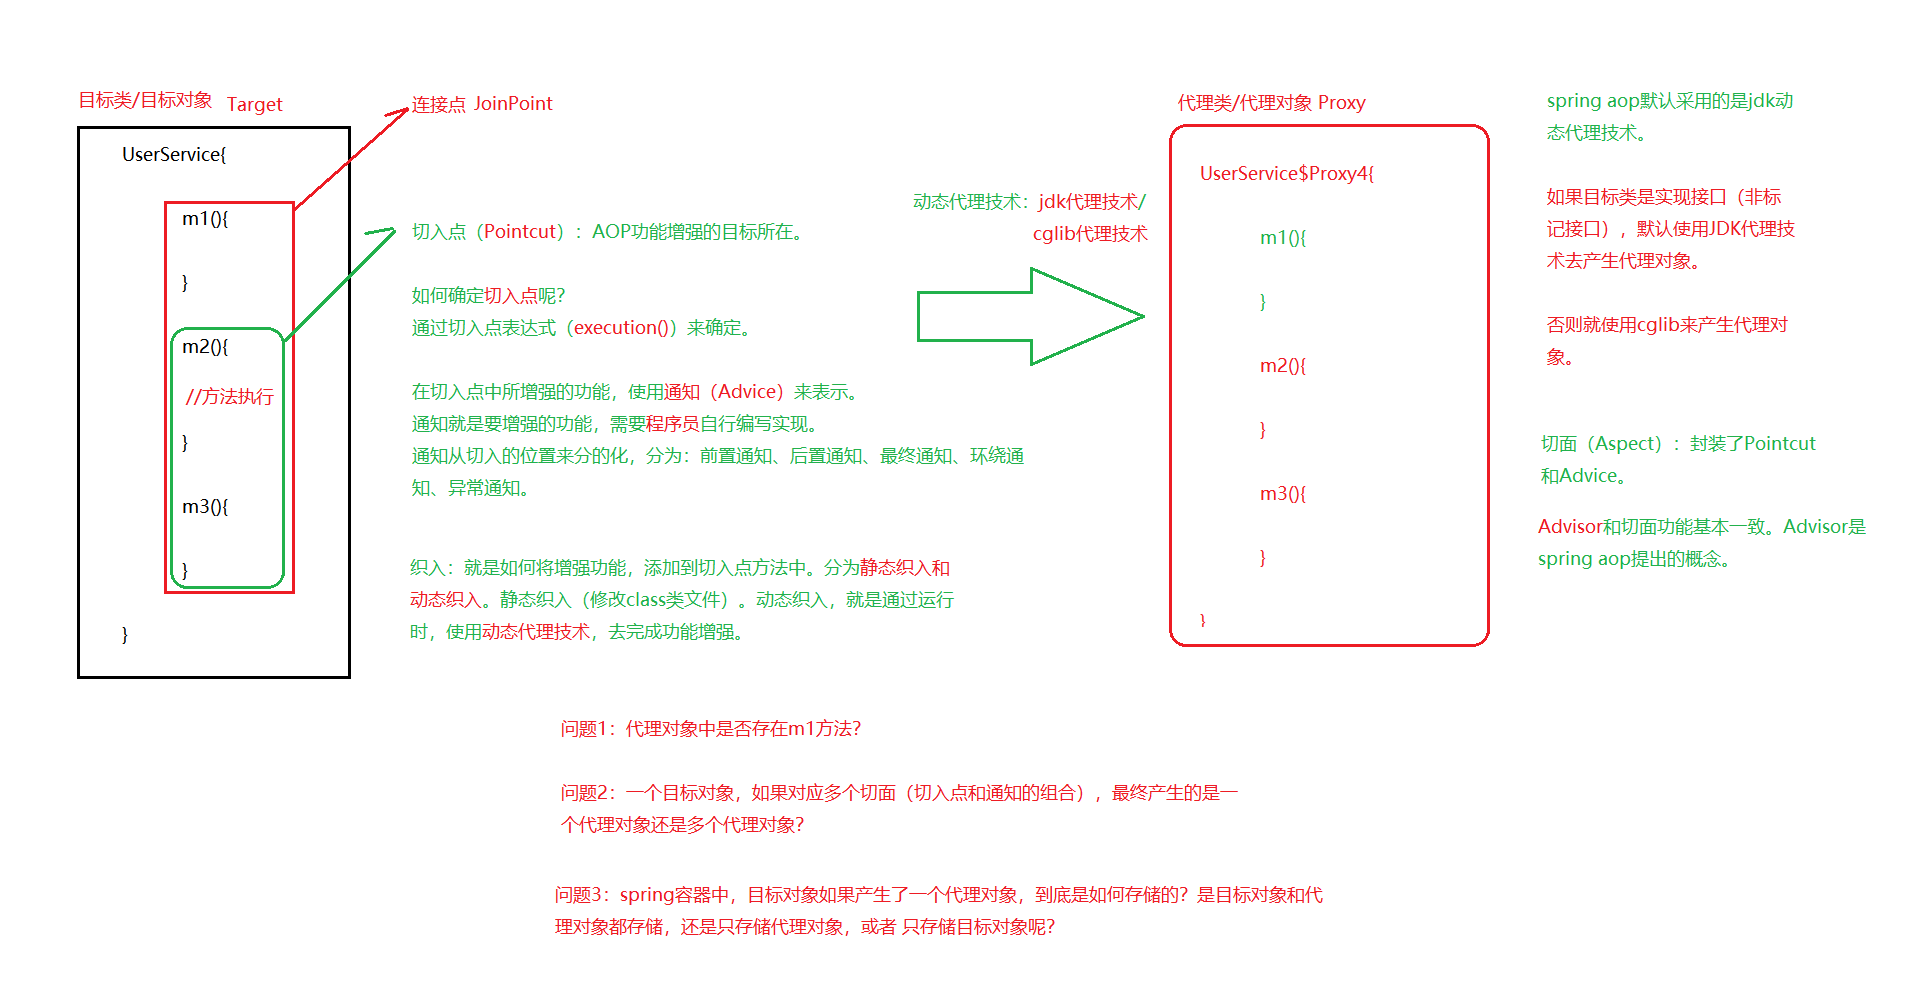 目标类/目标对象 Target
UserService{
m1(){
}
m2(){
//方法执行
}
m3(){
}
}
连接点 JoinPoint
切入点（Pointcut）：AOP功能增强的目标所在。
如何确定切入点呢？
通过切入点表达式（execution()）来确定。
在切入点中所增强的功能，使用通知（Advice）来表示。
通知就是要增强的功能，需要程序员自行编写实现。
通知从切入的位置来分的化，分为：前置通知、后置通知、最终通知、环绕通
知、异常通知。
织入：就是如何将增强功能，添加到切入点方法中。分为静态织入和
动态织入。静态织入（修改class类文件）。动态织入，就是通过运行
时，使用动态代理技术，去完成功能增强。
动态代理技术：jdk代理技术/
cglib代理技术
代理类/代理对象 Proxy
UserService$Proxy4{
m1(){
}
m2(){
}
m3(){
}
}
spring aop默认采用的是jdk动
态代理技术。
如果目标类是实现接口（非标
记接口），默认使用JDK代理技
术去产生代理对象。
否则就使用cglib来产生代理对
象。
切面（Aspect）：封装了Pointcut
和Advice。
Advisor和切面功能基本一致。Advisor是
spring aop提出的概念。
问题1：代理对象中是否存在m1方法？
问题2：一个目标对象，如果对应多个切面（切入点和通知的组合），最终产生的是一
个代理对象还是多个代理对象？
问题3：spring容器中，目标对象如果产生了一个代理对象，到底是如何存储的？是目标对象和代
理对象都存储，还是只存储代理对象，或者 只存储目标对象呢？